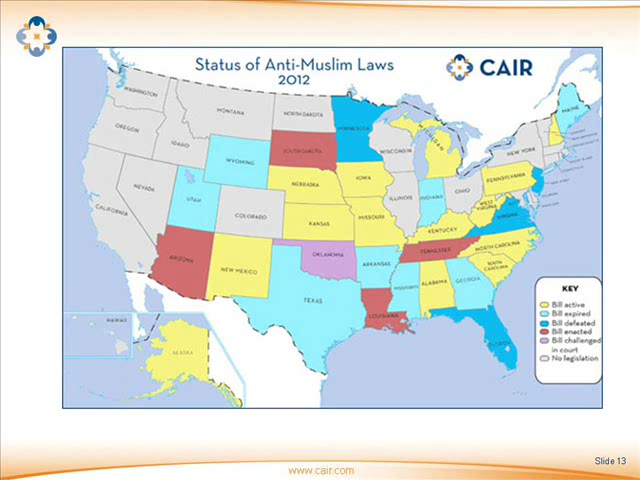 Status of Anti-Muslim Laws
2012
CAIR
WASHINGTON
MONTANA
NORTH DAKOTA
MINNESOTA
MAINE
OREGON
IDAHO
SOUTH DAKOTA
WISCONSIN
MICHIGAN
NEW YORK
WYOMING
NEBRASKA
IOWA
PENNSYLVANIA
NEVADA
UTAH
COLORADO
ILLINOIS
INDIANA
OHIO
WEST
VIRGINIA
VIRGINIA
CALIFORNIA
KANSAS
MISSOURI
KENTUCKY
ARIZONA
NEW MEXICO
OKLAHOMA
ARKANSAS
TENNESSEE
NORTH CAROLINA
SOUTH
CAROLINA
TEXAS
LOUISIANA
MISSISSIPPI
ALABAMA
GEORGIA
FLORIDA
HAWAII
ALASKA
KEY
Bill active
Bill expired
Bill defeated
Bill enacted
Bill challenged
in court
No legislation
Slide 13
www.cair.com